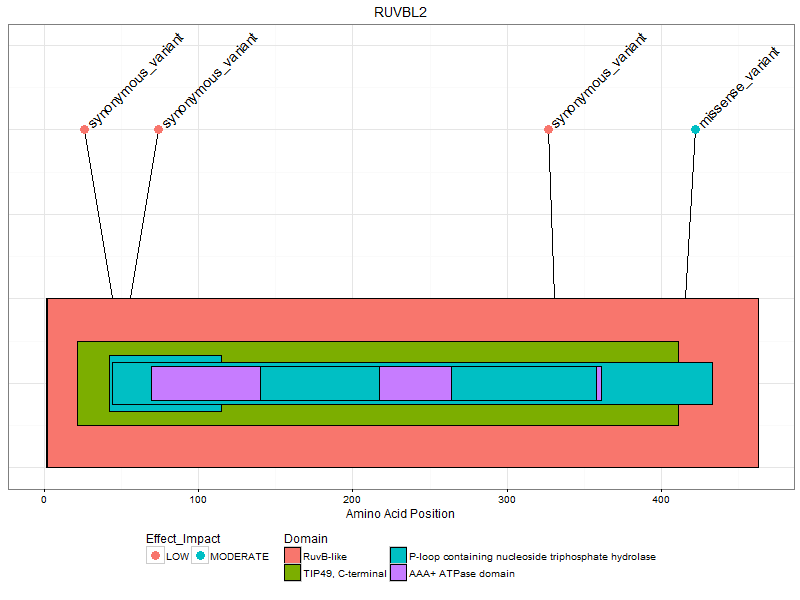 RUVBL2
synonymous_variant
synonymous_variant
synonymous_variant
missense_variant
0 100 200 300 400
Amino Acid Position
Effect_Impact
LOW MODERATE
Domain
RuvB-like P-loop containing nucleoside triphosphate hydrolase
TIP49, C-terminal AAA+ ATPase domain